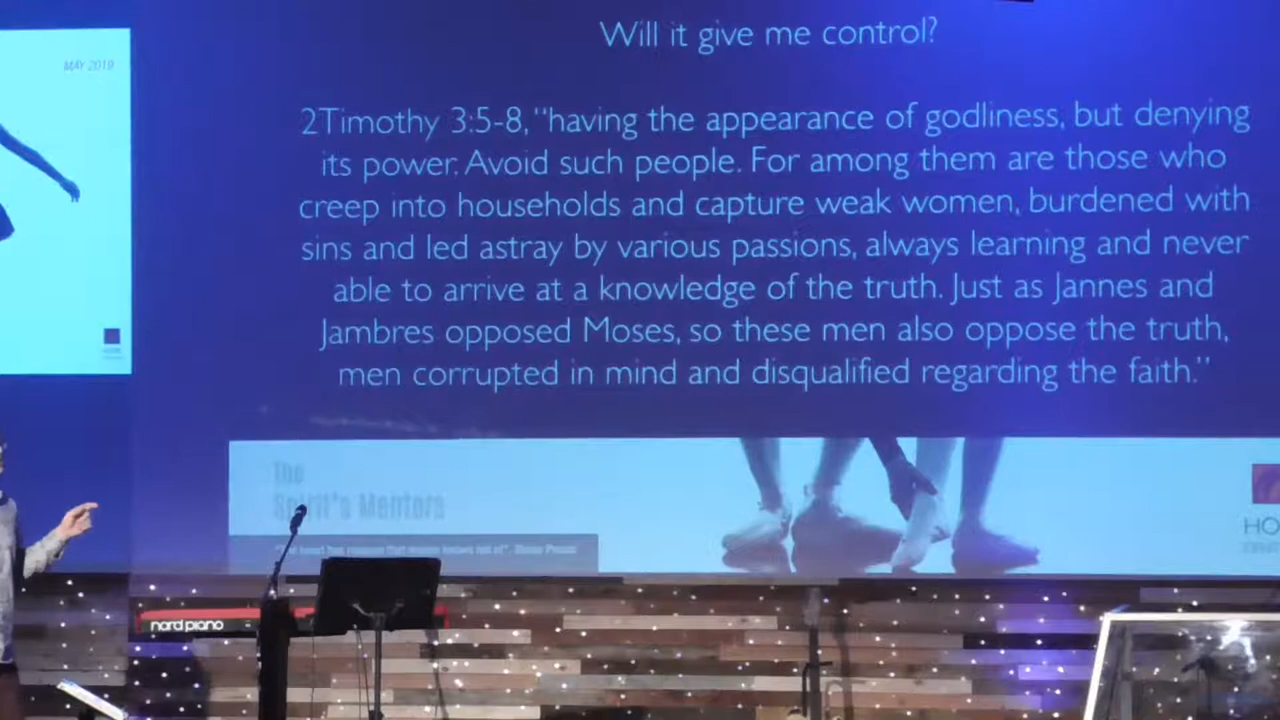 MAY 2019
Will it give me control?
2Timothy 3:5-8, “having the appearance of godliness, but denying
its power. Avoid such people. For among them are those who
creep into households and capture weak women, burdened with
sins and led astray by various passions, always learning and never
able to arrive at a knowledge of the truth. Just as Jannes and
Jambres opposed Moses, so these men also oppose the truth,
men corrupted in mind and disqualified regarding the faith.”
The
Spirit's Mentors
HO
nord piano